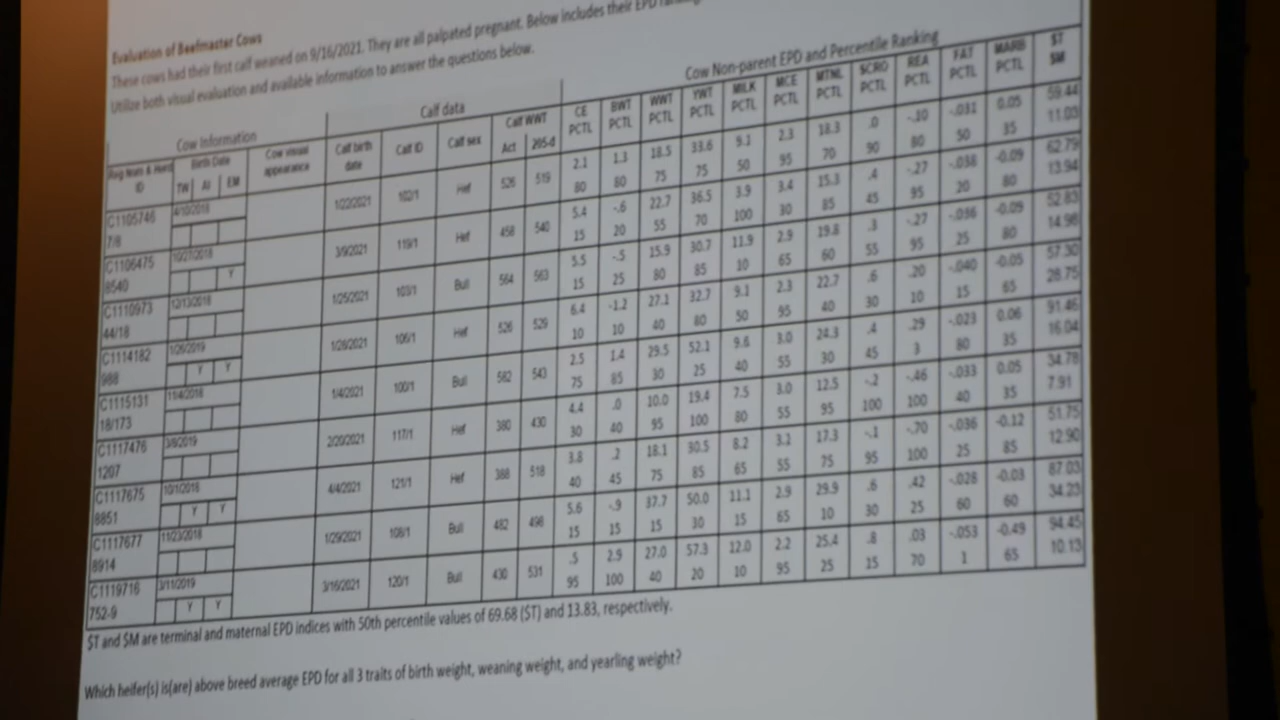 Evaluation of Beefmaster Cows
These cows had their first calf weaned on 9/16/2021. They are all palpated pregnant. Below includes their EPD
Utilize both visual evaluation and available information to answer the questions below.
Cow Information Calf data Cow Non-parent EPD and Percentile Ranking
Reg Num & Herd ID Birth Date TW AI EM Cow visual appearance Calf birth date Calf ID Calf sex Calf WWT Act 205-d CE PCTL BWT PCTL WWT PCTL YWT PCTL MILK PCTL MCE PCTL MTNL PCTL SCRO PCTL REA PCTL FAT PCTL MARB PCTL $T $M
C1105746 4/10/2018 1/22/2021 102/1 Hef 526 519 2.1 1.3 18.5 33.6 9.1 2.3 18.3 .0 -.10 -.031 0.05 59.44
7/8 80 80 75 75 50 95 70 90 80 50 35 11.03
C1106475 10/27/2018 3/9/2021 119/1 Hef 458 540 5.4 -.6 22.7 36.5 3.9 3.4 15.3 .4 -.27 -.038 -0.09 62.79
8540 Y 15 20 55 70 100 30 85 45 95 20 80 13.94
C1110973 12/13/2018 1/25/2021 103/1 Bull 564 563 5.5 -.5 15.9 30.7 11.9 2.9 19.8 .3 -.27 -.036 -0.09 52.83
44/18 15 25 80 85 10 65 60 55 95 25 80 14.98
C1114182 1/26/2019 1/28/2021 106/1 Hef 526 529 6.4 -1.2 27.1 32.7 9.1 2.3 22.7 .6 .20 -.040 -0.05 57.30
988 Y Y 10 10 40 80 50 95 40 30 10 15 65 28.75
C1115131 11/4/2018 1/4/2021 100/1 Bull 582 543 2.5 1.4 29.5 52.1 9.6 3.0 24.3 .4 .29 -.023 0.06 91.46
18/173 75 85 30 25 40 55 30 45 3 80 35 16.04
C1117476 3/8/2019 2/20/2021 117/1 Hef 380 430 4.4 .0 10.0 19.4 7.5 3.0 12.5 -.2 -.46 -.033 0.05 34.78
1207 30 40 95 100 80 55 95 100 100 40 35 7.91
C1117675 10/1/2018 4/4/2021 121/1 Hef 388 518 3.8 .2 18.1 30.5 8.2 3.1 17.3 -.1 -.70 -.036 -0.12 51.75
8851 Y Y 40 45 75 85 65 55 75 95 100 25 85 12.90
C1117677 11/23/2018 1/29/2021 108/1 Bull 482 498 5.6 -.9 37.7 50.0 11.1 2.9 29.9 .6 .42 -.028 -0.03 87.03
8914 15 15 15 30 15 65 10 30 25 60 60 34.23
C1119716 3/11/2019 3/16/2021 120/1 Bull 430 531 .5 2.9 27.0 57.3 12.0 2.2 25.4 .8 .03 -.053 -0.49 94.45
752-9 Y Y 95 100 40 20 10 95 25 15 70 1 65 10.13
$T and $M are terminal and maternal EPD indices with 50th percentile values of 69.68 ($T) and 13.83, respectively.
Which heifer(s) is(are) above breed average EPD for all 3 traits of birth weight, weaning weight, and yearling weight?